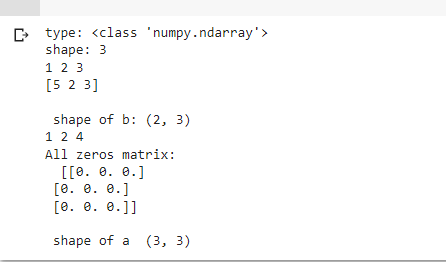 type: <class 'numpy.ndarray'>
shape: 3
1 2 3
[5 2 3]
shape of b: (2, 3)
1 2 4
All zeros matrix:
[[0. 0. 0.]
[0. 0. 0.]
[0. 0. 0.]]
shape of a  (3, 3)